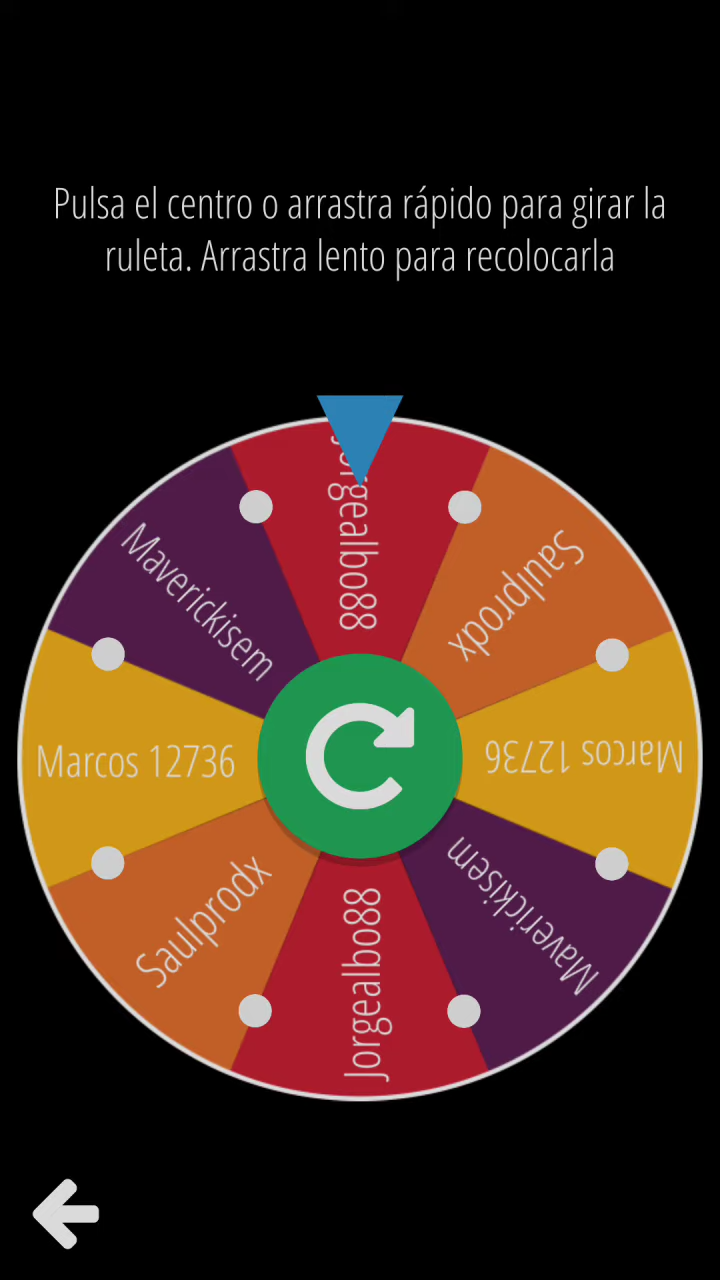 Pulsa el centro o arrastra rápido para girar la
ruleta. Arrastra lento para recolocarla
Jorgealbo88
Maverickisem
Saulprodx
Marcos 12736
Marcos 12736
Saulprodx
Maverickisem
Jorgealbo88